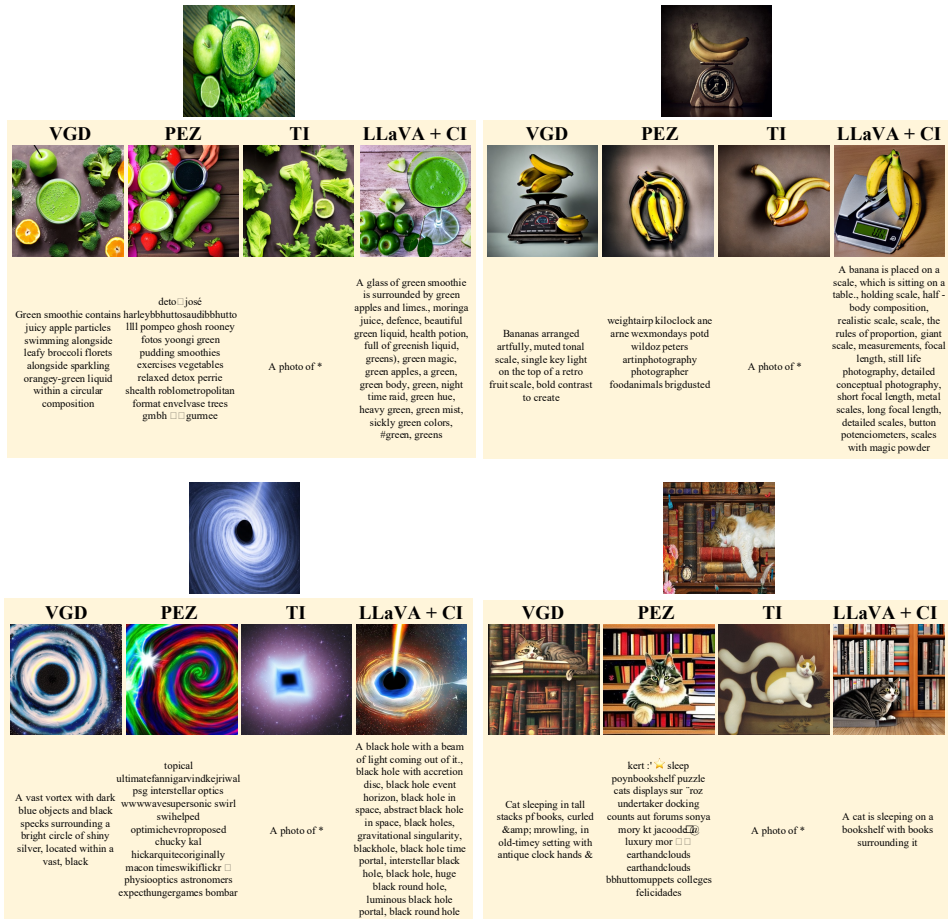 VGD PEZ TI LLaVA + CI
Green smoothie contains
juicy apple particles
swimming alongside
leafy broccoli florets
alongside sparkling
orangey-green liquid
within a circular
composition
deto□josé
harleybbhuttosaudibbhutto
llll pompeo ghosh rooney
fotos yoongi green
pudding smoothies
exercises vegetables
relaxed detox perrie
shealth roblometropolitan
format envelvase trees
gmbh □□gurmee
A photo of *
A glass of green smoothie
is surrounded by green
apples and limes., moringa
juice, defence, beautiful
green liquid, health potion,
full of greenish liquid,
greens), green magic,
green apples, a green,
green body, green, night
time raid, green hue,
heavy green, green mist,
sickly green colors,
#green, greens
VGD PEZ TI LLaVA + CI
Bananas arranged
artfully, muted tonal
scale, single key light
on the top of a retro
fruit scale, bold contrast
to create
weightairp kiloclock ane
arne wexmondays potd
wildoz peters
artinphotography
photographer
foodanimals brigdusted
A photo of *
A banana is placed on a
scale, which is sitting on a
table., holding scale, half -
body composition,
realistic scale, scale, the
rules of proportion, giant
scale, measurements, focal
length, still life
photography, detailed
conceptual photography,
short focal length, metal
scales, long focal length,
detailed scales, button
potenciometers, scales
with magic powder
VGD PEZ TI LLaVA + CI
A vast vortex with dark
blue objects and black
specks surrounding a
bright circle of shiny
silver, located within a
vast, black
topical
ultimatefannigarvindkejriwal
psg interstellar optics
wwwwavesupersonic swirl
swihelped
optimichevroproposed
chucky kal
hickarquitecoriginally
macon timeswikiflickr □
physiooptics astronomers
expecthungergames bombar
A photo of *
A black hole with a beam
of light coming out of it.,
black hole with accretion
disc, black hole event
horizon, black hole in
space, abstract black hole
in space, black holes,
gravitational singularity,
blackhole, black hole time
portal, interstellar black
hole, black hole, huge
black round hole,
luminous black hole
portal, black round hole
VGD PEZ TI LLaVA + CI
Cat sleeping in tall
stacks pf books, curled
&amp; mrowling, in
old-timey setting with
antique clock hands &
kert :' ⭐ sleep
poynbookshelf puzzle
cats displays sur ¨roz
undertaker docking
counts aut forums sonya
mory kt jacoode
luxury mor □□
earthandclouds
earthandclouds
bbhuttomuppets colleges
felicidades
A photo of *
A cat is sleeping on a
bookshelf with books
surrounding it